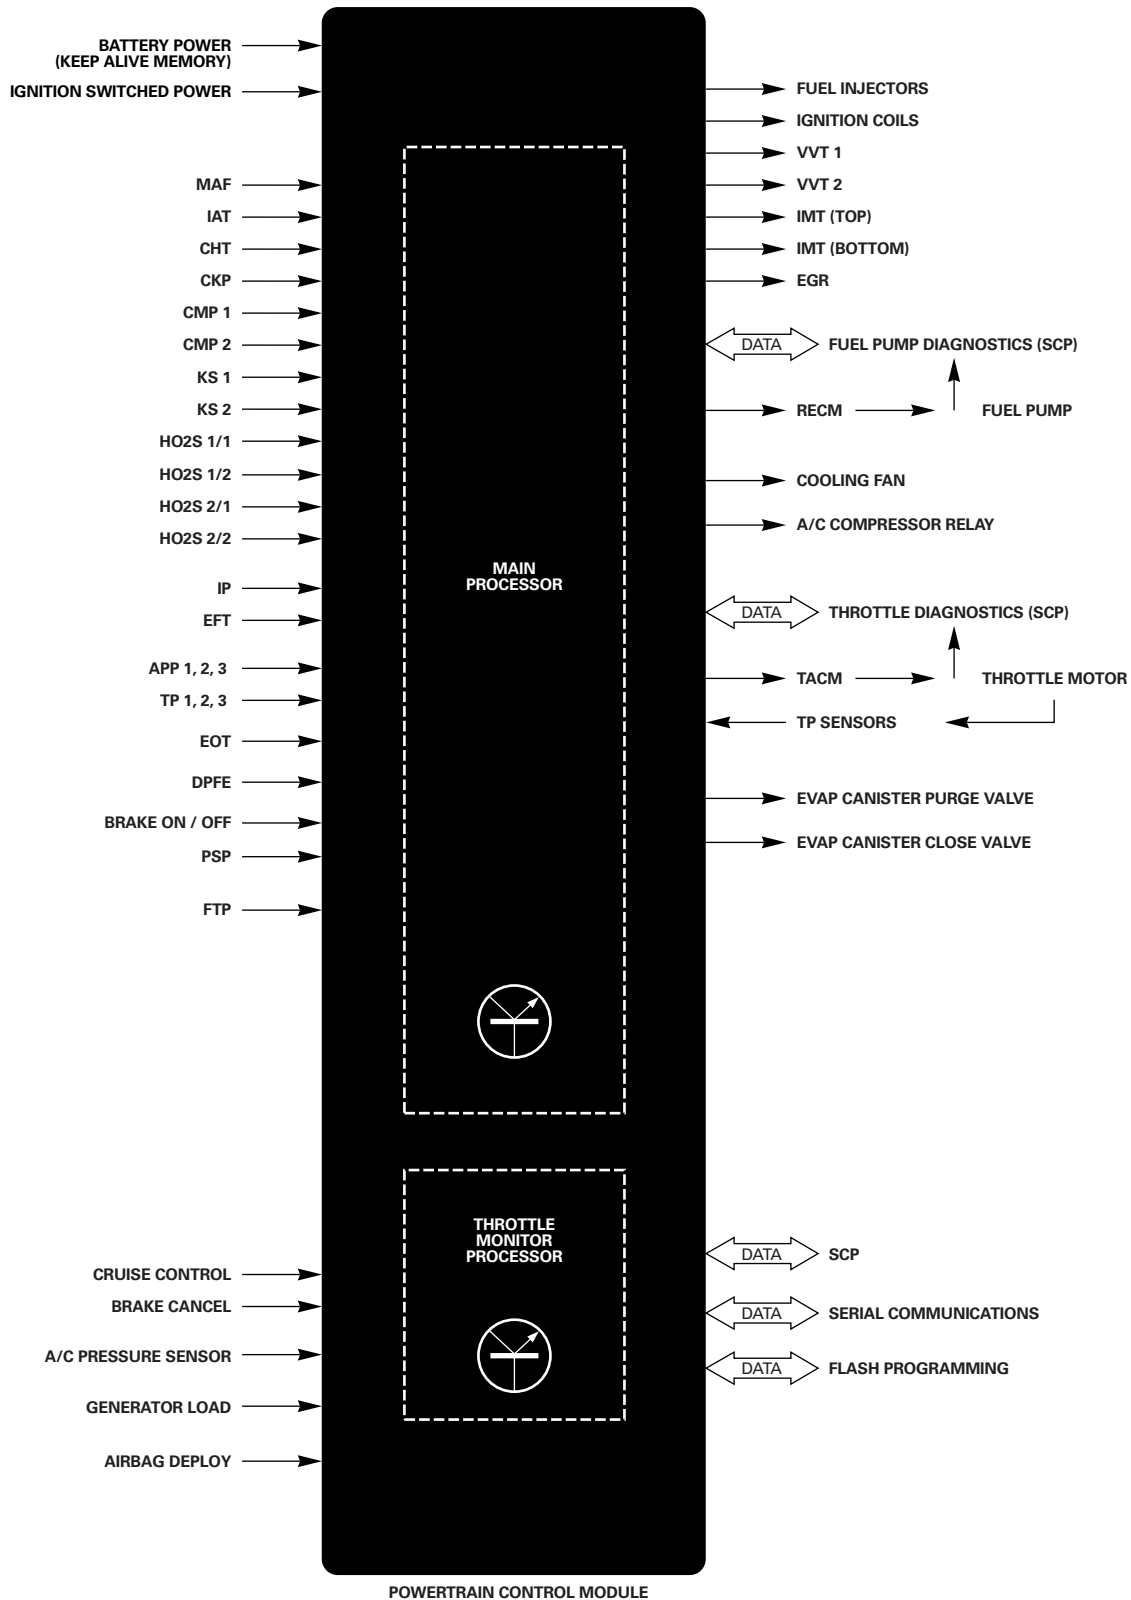 BATTERY POWER
(KEEP ALIVE MEMORY)
IGNITION SWITCHED POWER
MAF
IAT
CHT
CKP
CMP 1
CMP 2
KS 1
KS 2
HO2S 1/1
HO2S 1/2
HO2S 2/1
HO2S 2/2
IP
EFT
APP 1, 2, 3
TP 1, 2, 3
EOT
DPFE
BRAKE ON / OFF
PSP
FTP
CRUISE CONTROL
BRAKE CANCEL
A/C PRESSURE SENSOR
GENERATOR LOAD
AIRBAG DEPLOY
MAIN
PROCESSOR
THROTTLE
MONITOR
PROCESSOR
FUEL INJECTORS
IGNITION COILS
VVT 1
VVT 2
IMT (TOP)
IMT (BOTTOM)
EGR
DATA FUEL PUMP DIAGNOSTICS (SCP)
RECM FUEL PUMP
COOLING FAN
A/C COMPRESSOR RELAY
DATA THROTTLE DIAGNOSTICS (SCP)
TACM THROTTLE MOTOR
TP SENSORS
EVAP CANISTER PURGE VALVE
EVAP CANISTER CLOSE VALVE
DATA SCP
DATA SERIAL COMMUNICATIONS
DATA FLASH PROGRAMMING
POWERTRAIN CONTROL MODULE